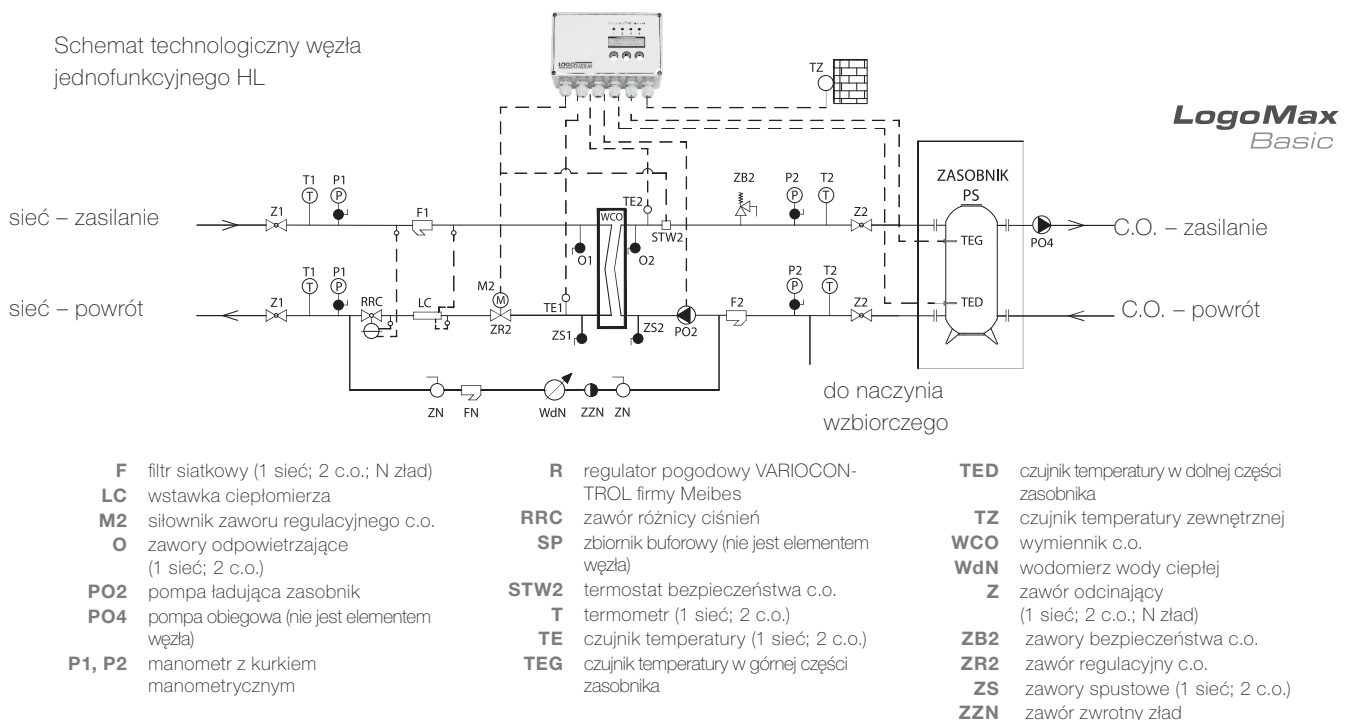 Schemat technologiczny węzła
jednofunkcyjnego HL
LOGO
TZ
LogoMax
Basic
ZASOBNIK
PS
TEG
TED
PO4
sieć – zasilanie
Z1
T1
T
P1
P
F1
O1
WCO
O2
TE2
STW2
ZB2
P2
P
T2
T
Z2
C.O. – zasilanie
sieć – powrót
Z1
T1
T
P1
P
RRC
LC
M2
M
ZR2
TE1
ZS1
ZS2
PO2
F2
P2
P
T2
T
Z2
C.O. – powrót
ZN
FN
WdN
ZZN
ZN
do naczynia
wzbiorczego
F filtr siatkowy (1 sieć; 2 c.o.; N zład)
LC wstawka ciepłomierza
M2 siłownik zaworu regulacyjnego c.o.
O zawory odpowietrzające
(1 sieć; 2 c.o.)
PO2 pompa ładująca zasobnik
PO4 pompa obiegowa (nie jest elementem
węzła)
P1, P2 manometr z kurkiem
manometrycznym
R regulator pogodowy VARIOCON-
TROL firmy Meibes
RRC zawór różnicy ciśnień
SP zbiornik buforowy (nie jest elementem
węzła)
STW2 termostat bezpieczeństwa c.o.
T termometr (1 sieć; 2 c.o.)
TE czujnik temperatury (1 sieć; 2 c.o.)
TEG czujnik temperatury w górnej części
zasobnika
TED czujnik temperatury w dolnej części
zasobnika
TZ czujnik temperatury zewnętrznej
WCO wymiennik c.o.
WdN wodomierz wody ciepłej
Z zawór odcinający
(1 sieć; 2 c.o.; N zład)
ZB2 zawory bezpieczeństwa c.o.
ZR2 zawór regulacyjny c.o.
ZS zawory spustowe (1 sieć; 2 c.o.)
ZZN zawór zwrotny zład